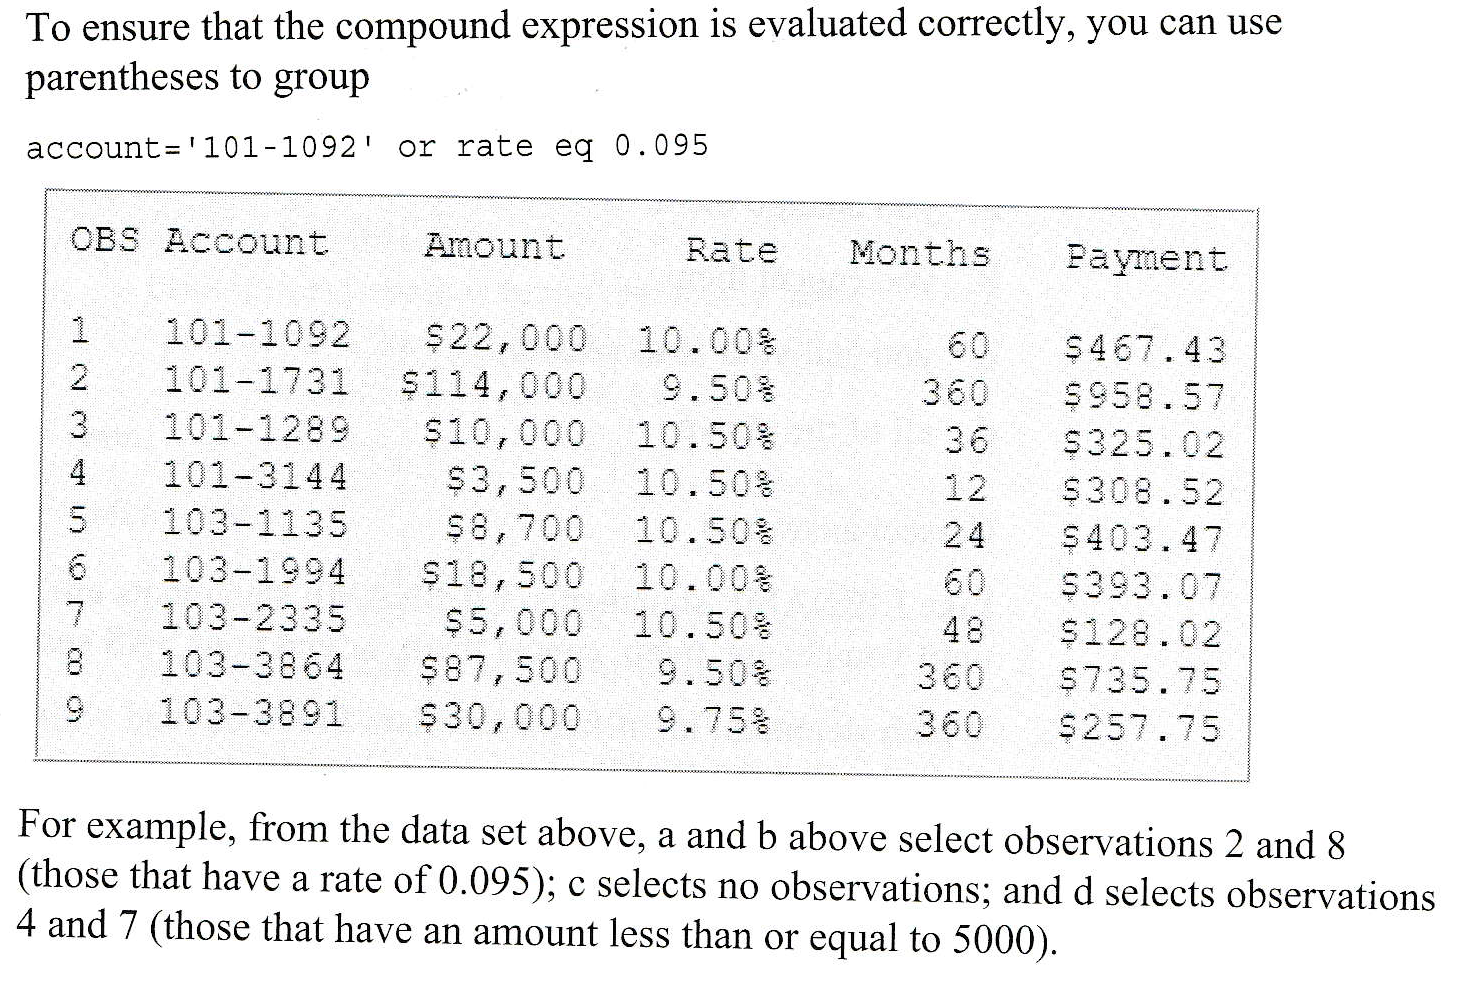 To ensure that the compound expression is evaluated correctly, you can use
parentheses to group
account='101-1092' or rate eq 0.095
OBS Account Amount Rate Months Payment
1 101-1092 $22,000 10.00% 60 $467.43
2 101-1731 $114,000 9.50% 360 $958.57
3 101-1289 $10,000 10.50% 36 $325.02
4 101-3144 $3,500 10.50% 12 $308.52
5 103-1135 $8,700 10.50% 24 $403.47
6 103-1994 $18,500 10.00% 60 $393.07
7 103-2335 $5,000 10.50% 48 $128.02
8 103-3864 $87,500 9.50% 360 $735.75
9 103-3891 $30,000 9.75% 360 $257.75
For example, from the data set above, a and b above select observations 2 and 8
(those that have a rate of 0.095); c selects no observations; and d selects observations
4 and 7 (those that have an amount less than or equal to 5000).